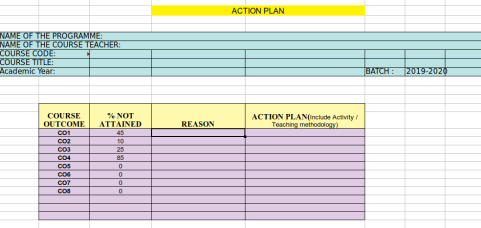 ACTION PLAN
NAME OF THE PROGRAMME:
NAME OF THE COURSE TEACHER:
COURSE CODE:
COURSE TITLE:
Academic Year: BATCH : 2019-2020
COURSE OUTCOME % NOT ATTAINED REASON ACTION PLAN(Include Activity / Teaching methodology)
CO1 45
CO2 10
CO3 25
CO4 85
CO5 0
CO6 0
CO7 0
CO8 0